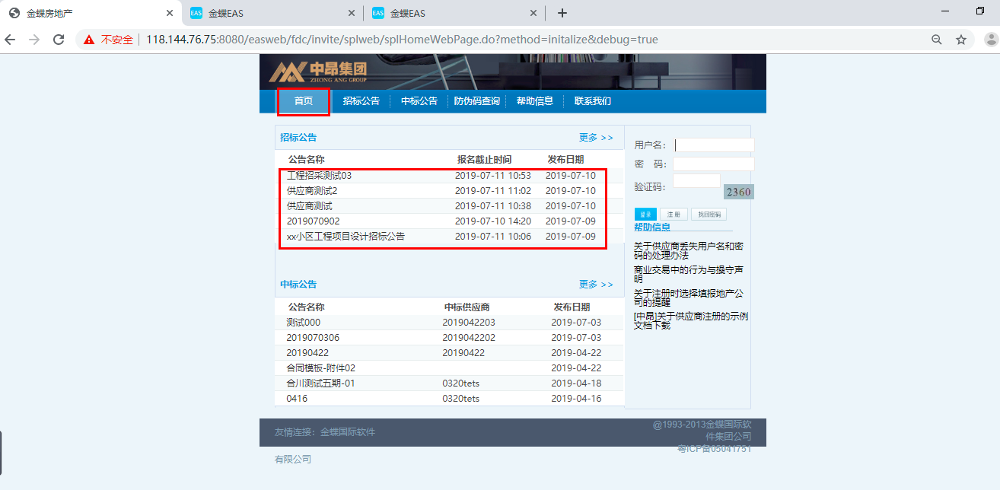 金蝶房地产
EAS 金蝶EAS
EAS 金蝶EAS
不安全 118.144.76.75:8080/easweb/fdc/invite/splweb/splHomeWebPage.do?method=initalize&debug=true
中昂集团
ZHONG ANG GROUP
首页 招标公告 中标公告 防伪码查询 帮助信息 联系我们
招标公告 更多 >>
公告名称 报名截止时间 发布日期
工程招采测试03 2019-07-11 10:53 2019-07-10
供应商测试2 2019-07-11 11:02 2019-07-10
供应商测试 2019-07-11 10:38 2019-07-10
2019070902 2019-07-10 14:20 2019-07-09
xx小区工程项目设计招标公告 2019-07-11 10:06 2019-07-09
中标公告 更多 >>
公告名称 中标供应商 发布日期
测试000 2019042203 2019-07-03
2019070306 2019042202 2019-07-03
20190422 20190422 2019-04-22
合同模板-附件02 2019-04-22
合川测试五期-01 0320tets 2019-04-18
0416 0320tets 2019-04-16
用户名：
密 码：
验证码： 2360
登录 注册 找回密码
帮助信息
关于供应商丢失用户名和密
码的处理办法
商业交易中的行为与操守声
明
关于注册时选择填报地产公
司的提醒
[中昂]关于供应商注册的示例
文档下载
友情连接：金蝶国际软件
有限公司
@1993-2013金蝶国际软
件集团公司
粤ICP备05041751